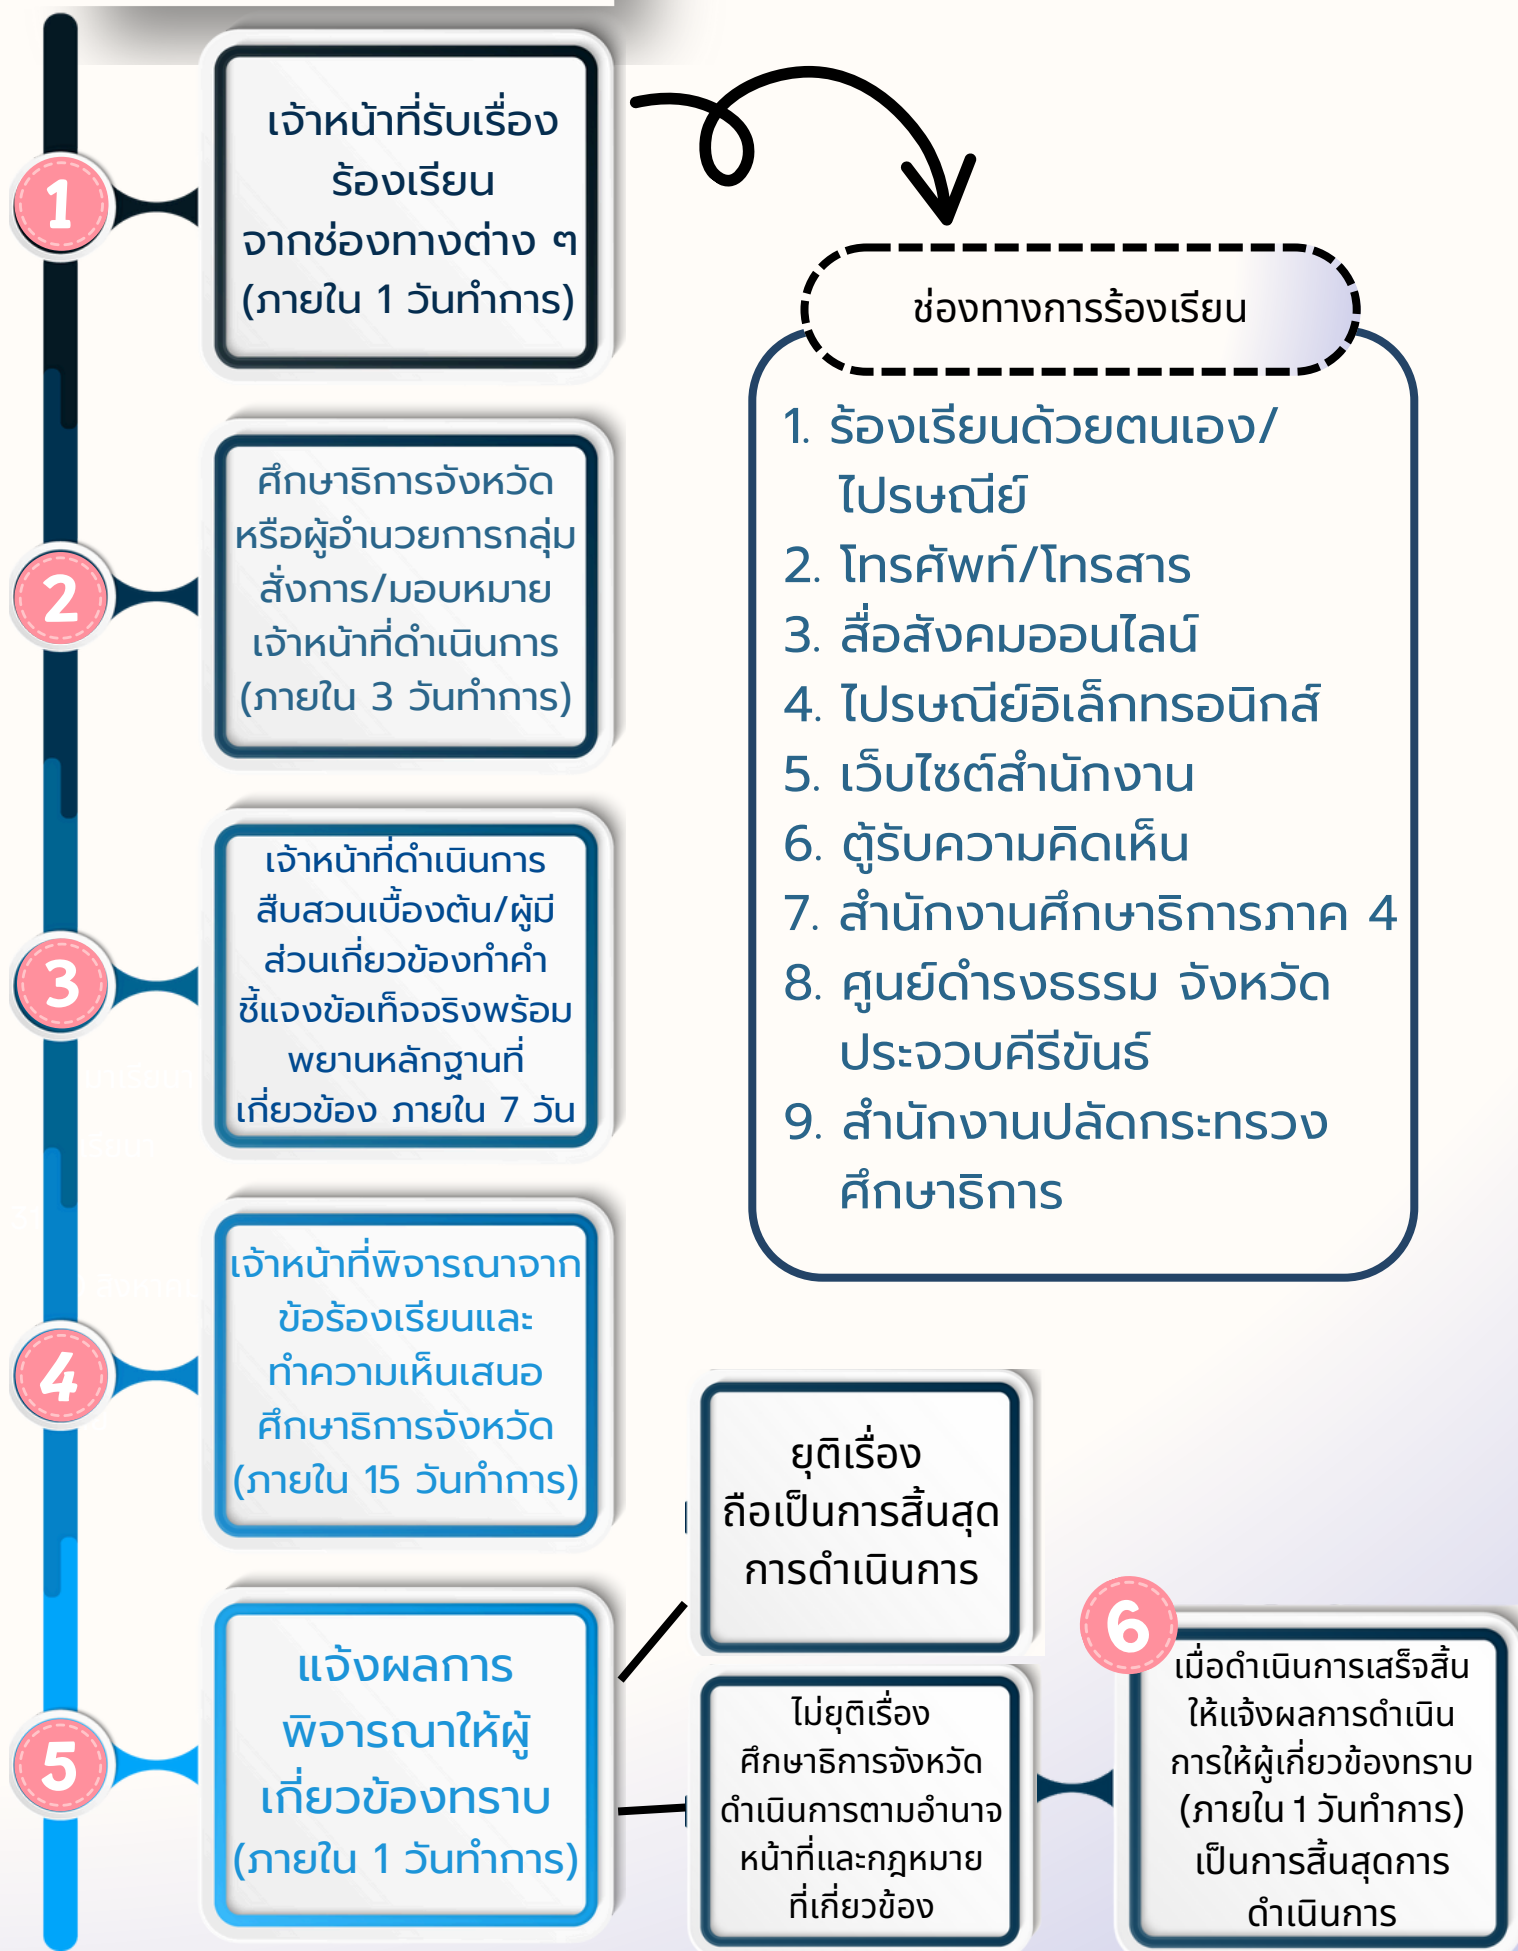 1
เจ้าหน้าที่รับเรื่อง
ร้องเรียน
จากช่องทางต่าง ๆ
(ภายใน 1 วันทำการ)
ช่องทางการร้องเรียน
1. ร้องเรียนด้วยตนเอง/
ไปรษณีย์
2. โทรศัพท์/โทรสาร
3. สื่อสังคมออนไลน์
4. ไปรษณีย์อิเล็กทรอนิกส์
5. เว็บไซต์สำนักงาน
6. ตู้รับความคิดเห็น
7. สำนักงานศึกษาธิการภาค 4
8. ศูนย์ดำรงธรรม จังหวัด
ประจวบคีรีขันธ์
9. สำนักงานปลัดกระทรวง
ศึกษาธิการ
2
ศึกษาธิการจังหวัด
หรือผู้อำนวยการกลุ่ม
สั่งการ/มอบหมาย
เจ้าหน้าที่ดำเนินการ
(ภายใน 3 วันทำการ)
3
เจ้าหน้าที่ดำเนินการ
สืบสวนเบื้องต้น/ผู้มี
ส่วนเกี่ยวข้องทำคำ
ชี้แจงข้อเท็จจริงพร้อม
พยานหลักฐานที่
เกี่ยวข้อง ภายใน 7 วัน
4
เจ้าหน้าที่พิจารณาจาก
ข้อร้องเรียนและ
ทำความเห็นเสนอ
ศึกษาธิการจังหวัด
(ภายใน 15 วันทำการ)
5
แจ้งผลการ
พิจารณาให้ผู้
เกี่ยวข้องทราบ
(ภายใน 1 วันทำการ)
ยุติเรื่อง
ถือเป็นการสิ้นสุด
การดำเนินการ
ไม่ยุติเรื่อง
ศึกษาธิการจังหวัด
ดำเนินการตามอำนาจ
หน้าที่และกฎหมาย
ที่เกี่ยวข้อง
6
เมื่อดำเนินการเสร็จสิ้น
ให้แจ้งผลการดำเนิน
การให้ผู้เกี่ยวข้องทราบ
(ภายใน 1 วันทำการ)
เป็นการสิ้นสุดการ
ดำเนินการ